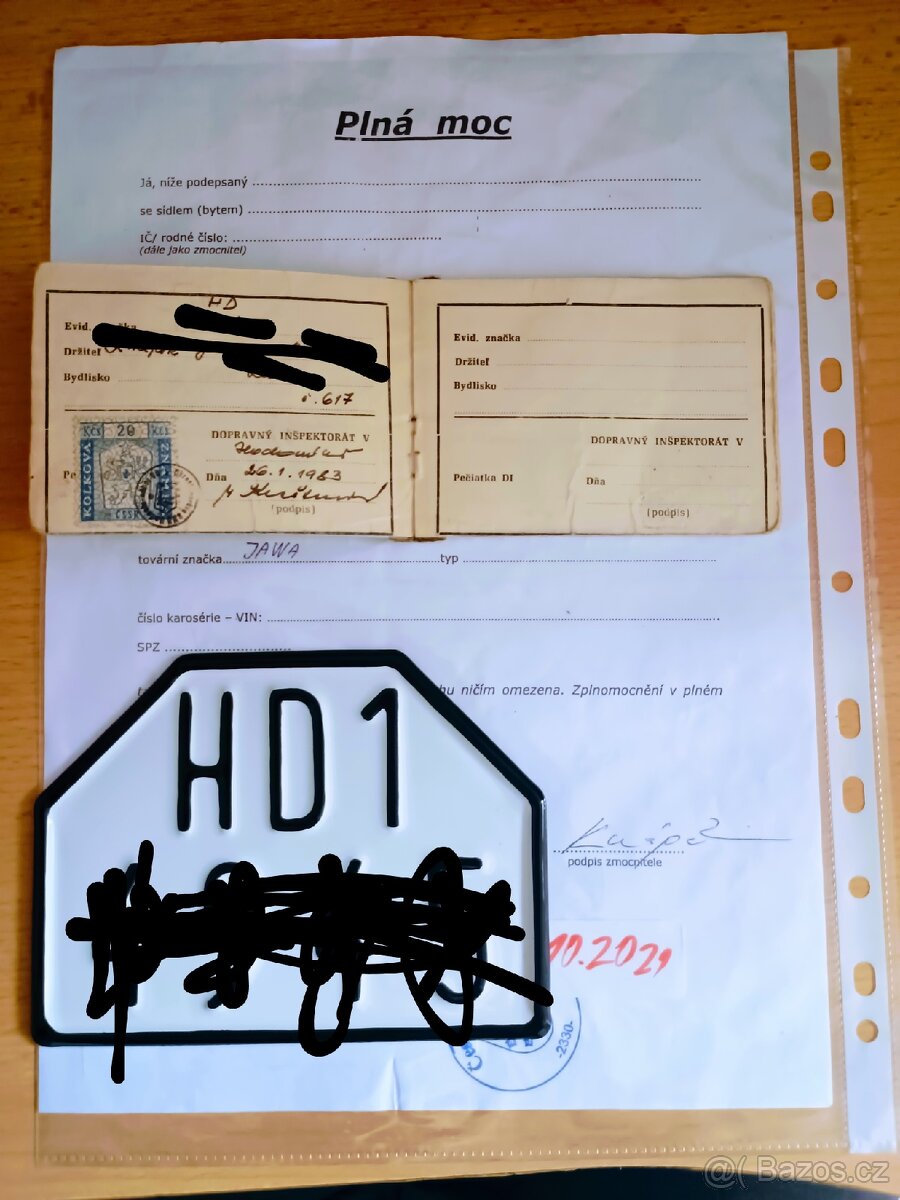 Plná moc
Já, níže podepsaný
se sídlem (bytem)
IČ/ rodné číslo:
(dále jako zmocnitel)
HD
Evid.
Držiteľ
Bydlisko
č. 617
KČS 20 KČS
KOLKOVÁ
ČSSR
DOPRAVNÝ INŠPEKTORÁT V
Pe
Dňa 26.1.1983
(podpis)
Evid. značka
Držiteľ
Bydlisko
DOPRAVNÝ INŠPEKTORÁT V
Pečiatka DI Dňa
(podpis)
tovární značka JAWA typ
číslo karosérie – VIN:
SPZ
ničím omezena. Zplnomocnění v plném
HD1
podpis zmocnitele
10.2021
-2330-
@( Bazos.cz